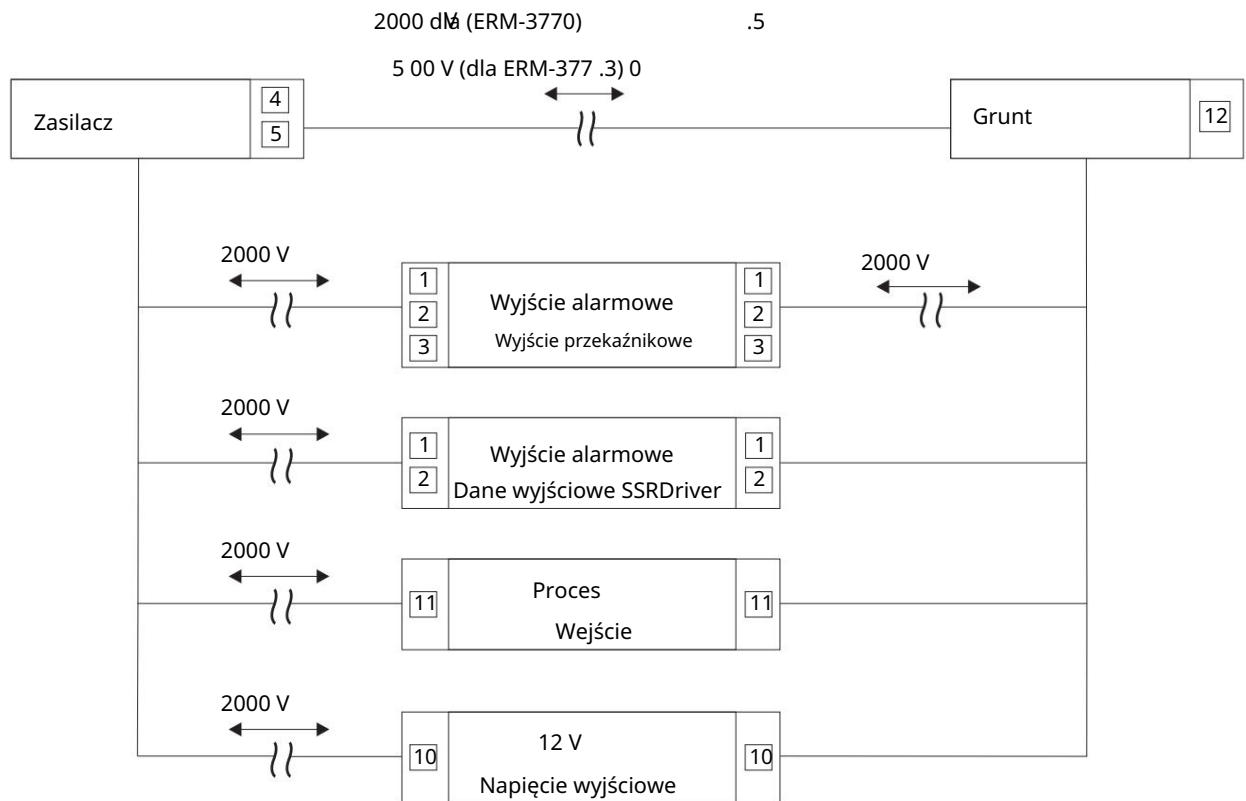 2000 dla (ERM-3770) .5
5 00 V (dla ERM-377 .3) 0
Zasilacz
4
5
Grunt
12
2000 V
1
2
3
Wyjście alarmowe
Wyjście przekaźnikowe
1
2
3
2000 V
2000 V
1
2
Wyjście alarmowe
Dane wyjściowe SSRDriver
1
2
2000 V
11
Proces
Wejście
11
2000 V
10
12 V
Napięcie wyjściowe
10